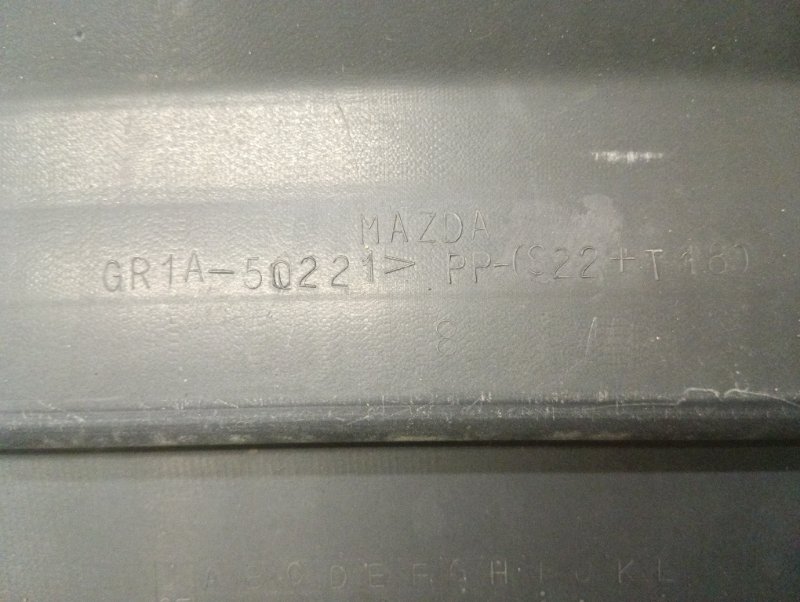 MAZDA
GR1A-50221> PP-(S22+T18)
8
A B C D E F G H I J K L